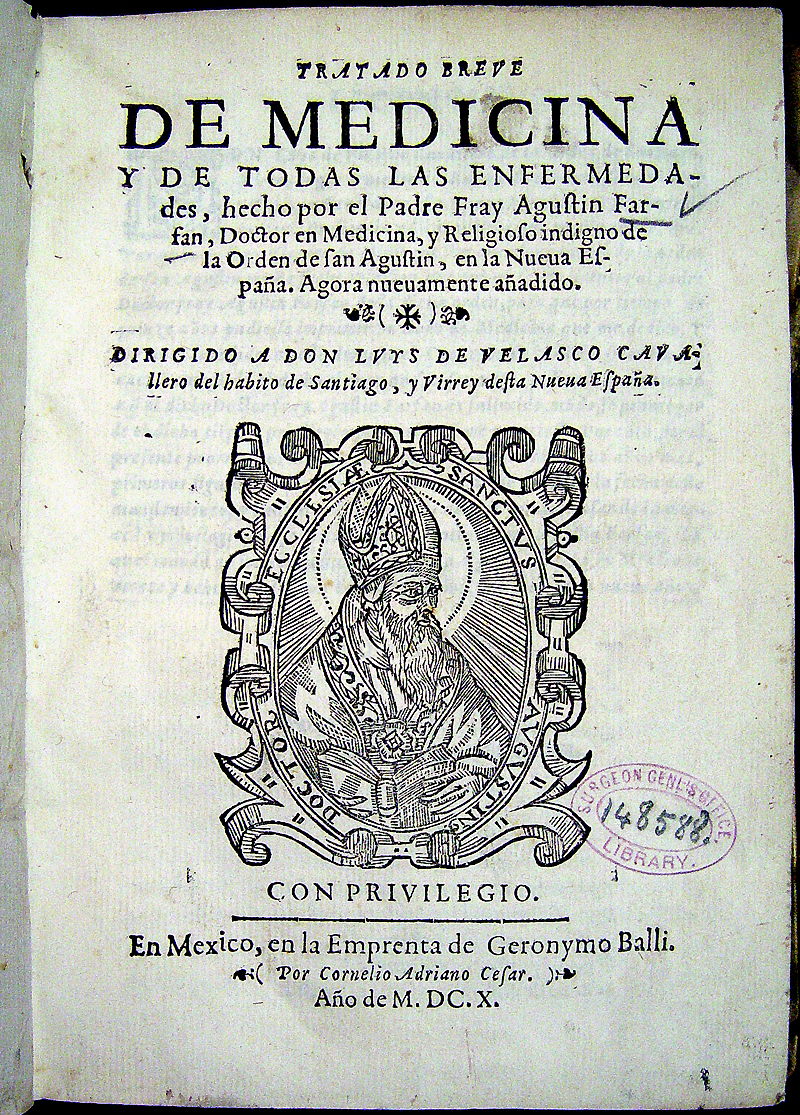 TRATADO BREVE
DE MEDICINA
Y DE TODAS LAS ENFERMEDA-
des, hecho por el Padre Fray Aguſtin Far-
fan, Doctor en Medicina, y Religioſo indigno de
la Orden de ſan Aguſtin, en la Nueua Eſ-
paña. Agora nueuamente añadido.
DIRIGIDO A DON LVYS DE VELASCO CAVA-
llero del habito de Santiago, y Virrey deſta Nueua Eſpaña.
SANCTVS AVGVSTINS
DOCTOR ECCLESIÆ
SURGEON GENL'S OFFICE
148588.
LIBRARY.
CON PRIVILEGIO.
En Mexico, en la Emprenta de Geronymo Balli.
( Por Cornelio Adriano Ceſar. )
Año de M. DC. X.